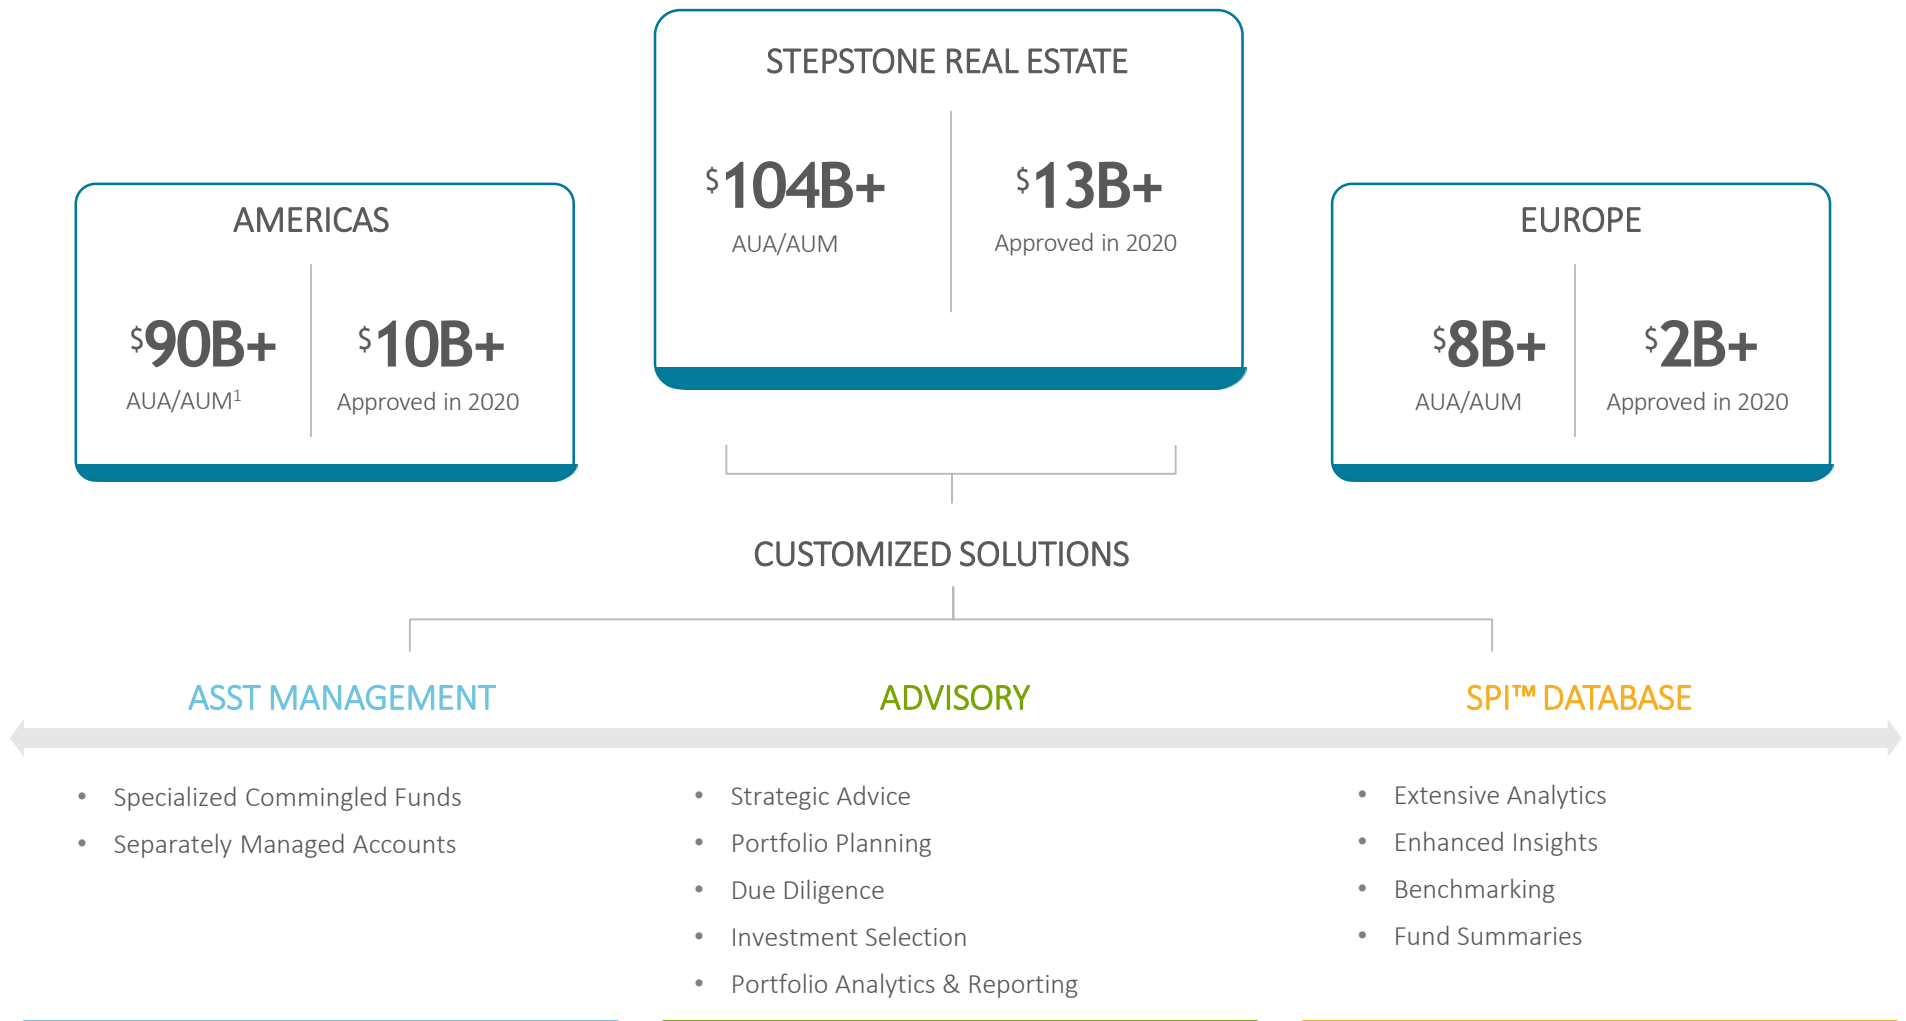 STEPSTONE REAL ESTATE
$104B+
AUA/AUM
$13B+
Approved in 2020
AMERICAS
$90B+
AUA/AUM1
$10B+
Approved in 2020
EUROPE
$8B+
AUA/AUM
$2B+
Approved in 2020
CUSTOMIZED SOLUTIONS
ASST MANAGEMENT
• Specialized Commingled Funds
• Separately Managed Accounts
ADVISORY
• Strategic Advice
• Portfolio Planning
• Due Diligence
• Investment Selection
• Portfolio Analytics & Reporting
SPI™ DATABASE
• Extensive Analytics
• Enhanced Insights
• Benchmarking
• Fund Summaries